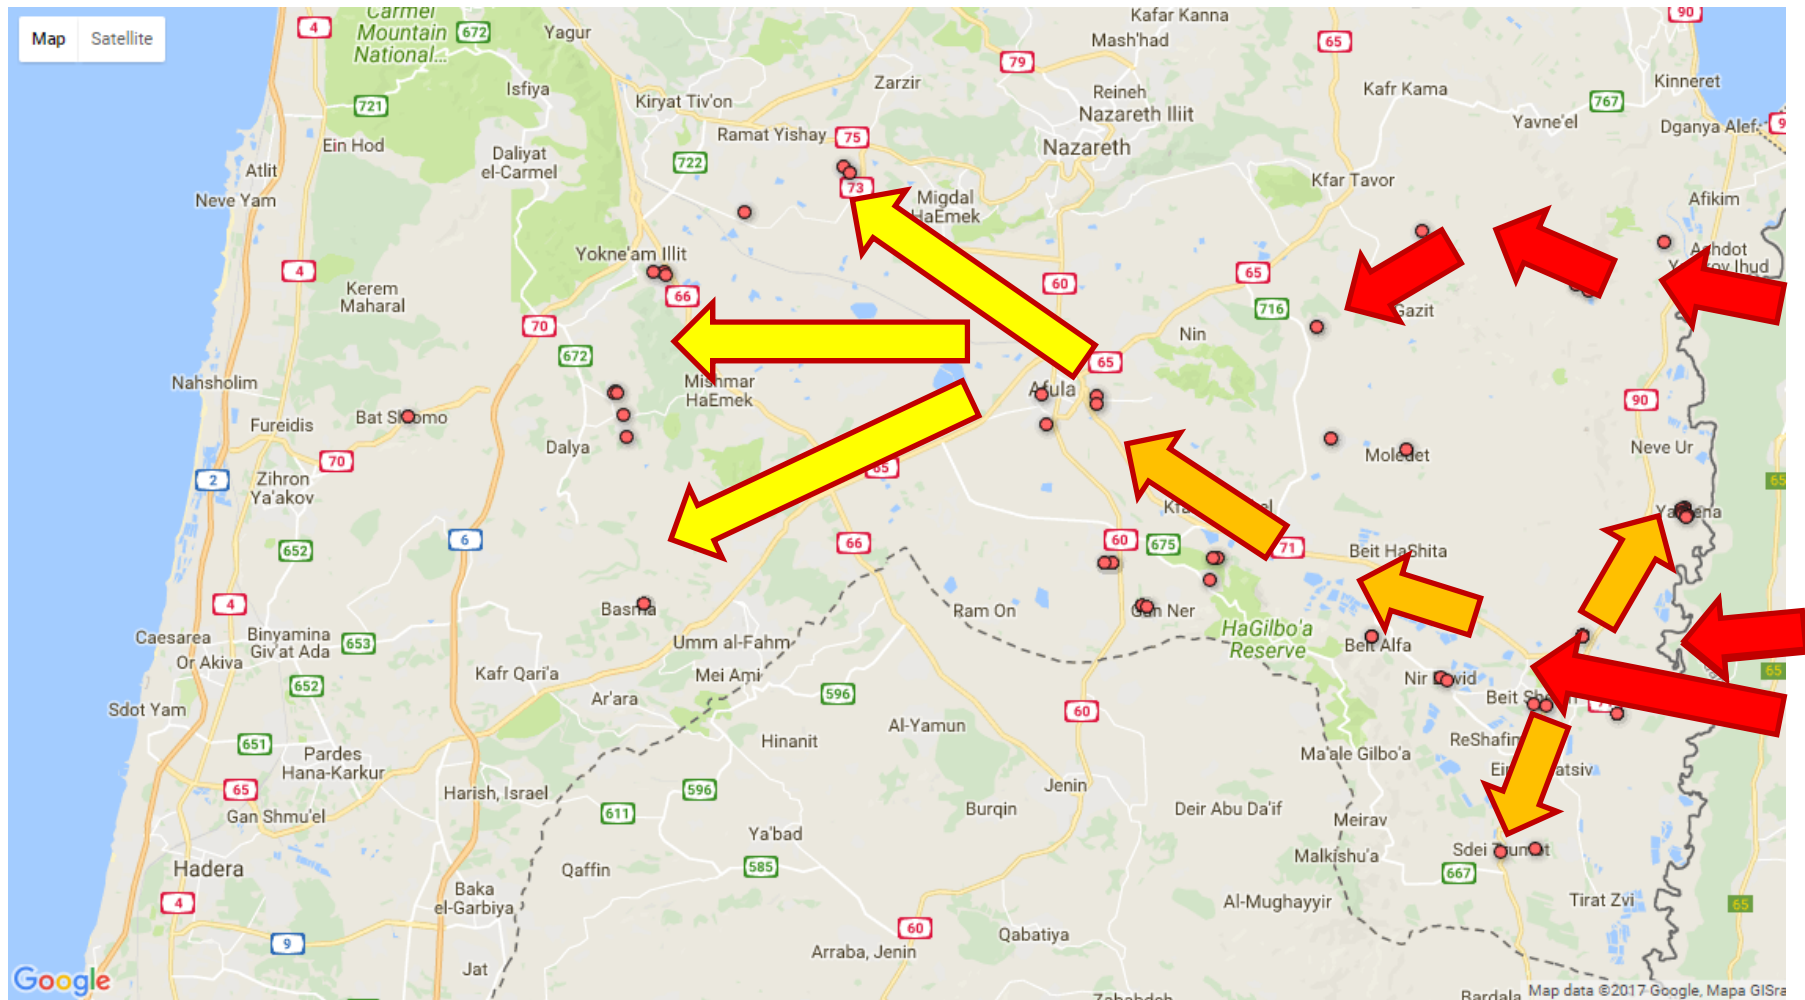 Map Satellite
Carmel
Mountain
National...
672
4
Yagur
Kafar Kanna
90
Mash'had
65
79
Zarzir
Isfiya
Kiryat Tiv'on
721
Reineh
Nazareth Illit
Kafr Kama
Kinneret
767
Yavne'el
Dganya Alef
Ein Hod
Ramat Yishay
75
Nazareth
Daliyat
el-Carmel
722
Atlit
Neve Yam
73
Migdal
HaEmek
Kfar Tavor
Afikim
Yokne'am Illit
4
66
60
65
716
Gazit
Kerem
Maharal
70
672
Nin
65
Nahsholim
Mishmar
HaEmek
Afula
90
Fureidis
Dalya
Moledet
Neve Ur
70
2
Zihron
Ya'akov
65
6
652
66
60
675
71
Beit HaShita
4
Basma
Ram On
Gan Ner
HaGilbo'a
Reserve
Caesarea
Binyamina
Giv'at Ada
653
Or Akiva
Umm al-Fahm
Beit Alfa
Kafr Qari'a
Mei Ami
Nir David
65
652
Ar'ara
596
Sdot Yam
60
Al-Yamun
651
Hinanit
Ma'ale Gilbo'a
Pardes
Hana-Karkur
65
Harish, Israel
596
Jenin
Gan Shmu'el
611
Burqin
Deir Abu Da'if
Meirav
Ya'bad
Malkishu'a
Hadera
Qaffin
585
667
Baka
el-Garbiya
4
Al-Mughayyir
Tirat Zvi
65
60
9
Qabatiya
Arraba, Jenin
Jat
Google
Zababdeh
Bardala
Map data ©2017 Google, Mapa GISra